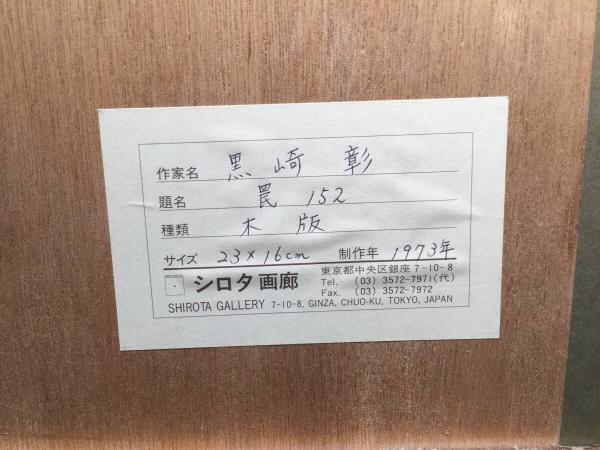 作家名 黒崎 彰
題名 罠 152
種類 木版
サイズ 23×16cm 制作年 1973年
シロタ画廊 東京都中央区銀座7-10-8
Tel. (03) 3572-7971(代)
Fax. (03) 3572-7972
SHIROTA GALLERY 7-10-8, GINZA, CHUO-KU, TOKYO, JAPAN